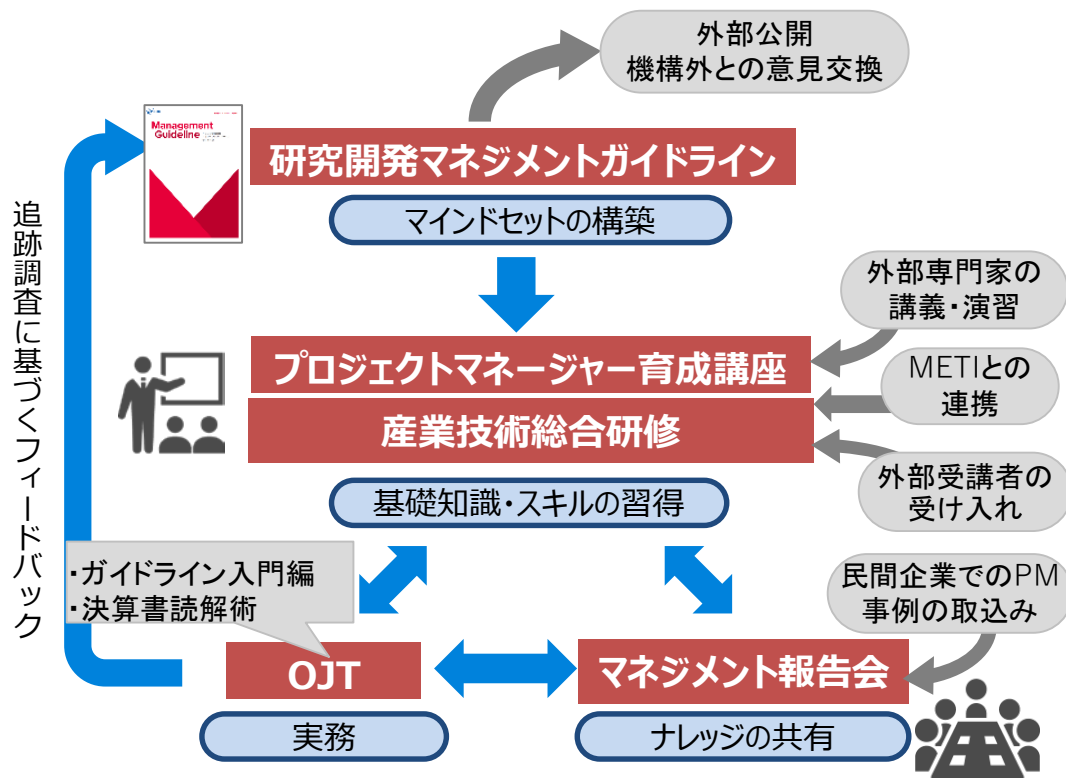 外部公開
機構外との意見交換
Management
Guideline
研究開発マネジメントガイドライン
マインドセットの構築
追跡調査に基づくフィードバック
外部専門家の
講義・演習
プロジェクトマネージャー育成講座
METIとの
連携
産業技術総合研修
外部受講者の
受け入れ
基礎知識・スキルの習得
・ガイドライン入門編
・決算書読解術
民間企業でのPM
事例の取込み
OJT
マネジメント報告会
実務
ナレッジの共有